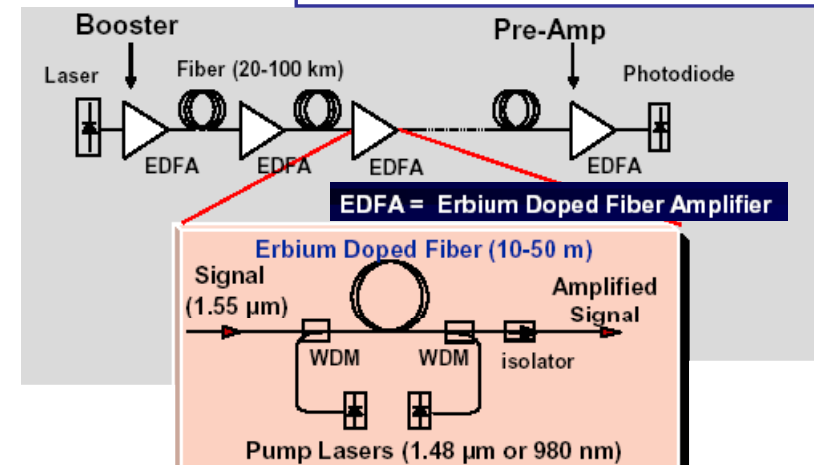 Booster
Pre-Amp
Laser
Fiber (20-100 km)
Photodiode
EDFA
EDFA
EDFA
EDFA
EDFA = Erbium Doped Fiber Amplifier
Erbium Doped Fiber (10-50 m)
Signal
(1.55 µm)
Amplified
Signal
WDM
WDM
isolator
Pump Lasers (1.48 µm or 980 nm)